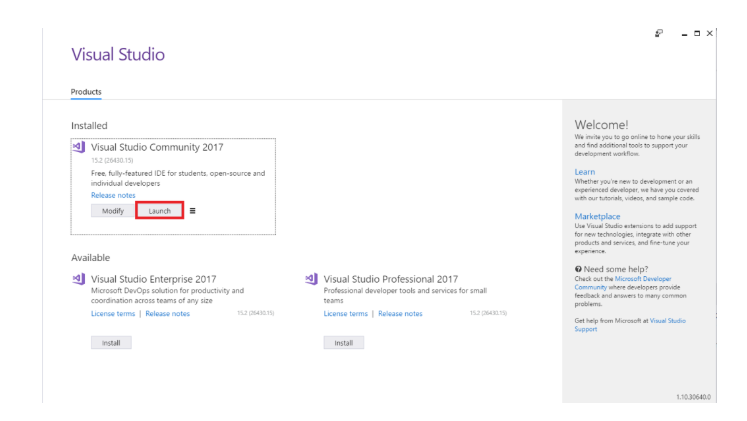 Visual Studio
Products
Installed
Visual Studio Community 2017
15.2 (26430.15)
Free, fully-featured IDE for students, open-source and
individual developers
Release notes
Modify
Launch
Available
Visual Studio Enterprise 2017
Microsoft DevOps solution for productivity and
coordination across teams of any size
License terms | Release notes
15.2 (26430.15)
Install
Visual Studio Professional 2017
Professional developer tools and services for small
teams
License terms | Release notes
15.2 (26430.15)
Install
Welcome!
We invite you to go online to hone your skills
and find additional tools to support your
development workflow.
Learn
Whether you're new to development or an
experienced developer, we have you covered
with our tutorials, videos, and sample code.
Marketplace
Use Visual Studio extensions to add support
for new technologies, integrate with other
products and services, and fine-tune your
experience.
Need some help?
Check out the Microsoft Developer
Community where developers provide
feedback and answers to many common
problems.
Get help from Microsoft at Visual Studio
Support
1.10.30640.0